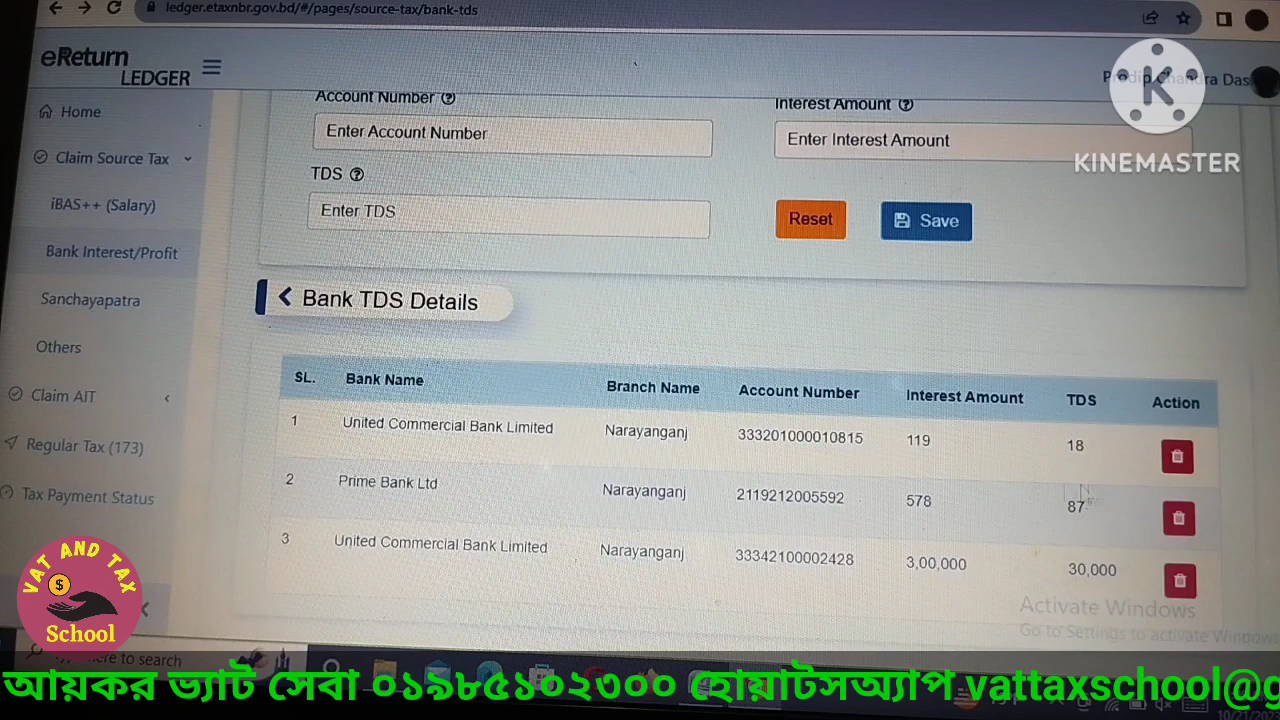 ledger.etaxnbr.gov.bd/#/pages/source-tax/bank-tds
eReturn
LEDGER
KINEMASTER
Home
Claim Source Tax
iBAS++ (Salary)
Bank Interest/Profit
Sanchayapatra
Others
Claim AIT
Regular Tax (173)
Tax Payment Status
Account Number
Interest Amount
Enter Account Number
Enter Interest Amount
TDS
Enter TDS
Reset
Save
Bank TDS Details
SL. Bank Name Branch Name Account Number Interest Amount TDS Action
1 United Commercial Bank Limited Narayanganj 333201000010815 119 18
2 Prime Bank Ltd Narayanganj 2119212005592 578 87
3 United Commercial Bank Limited Narayanganj 33342100002428 3,00,000 30,000
Activate Windows
Go to Settings to activate Windows
VAT AND TAX
$
School
here to search
আয়কর ভ্যাট সেবা ০১৯৮৫১০২৩০০ হোয়াটসঅ্যাপ vattaxschool@g